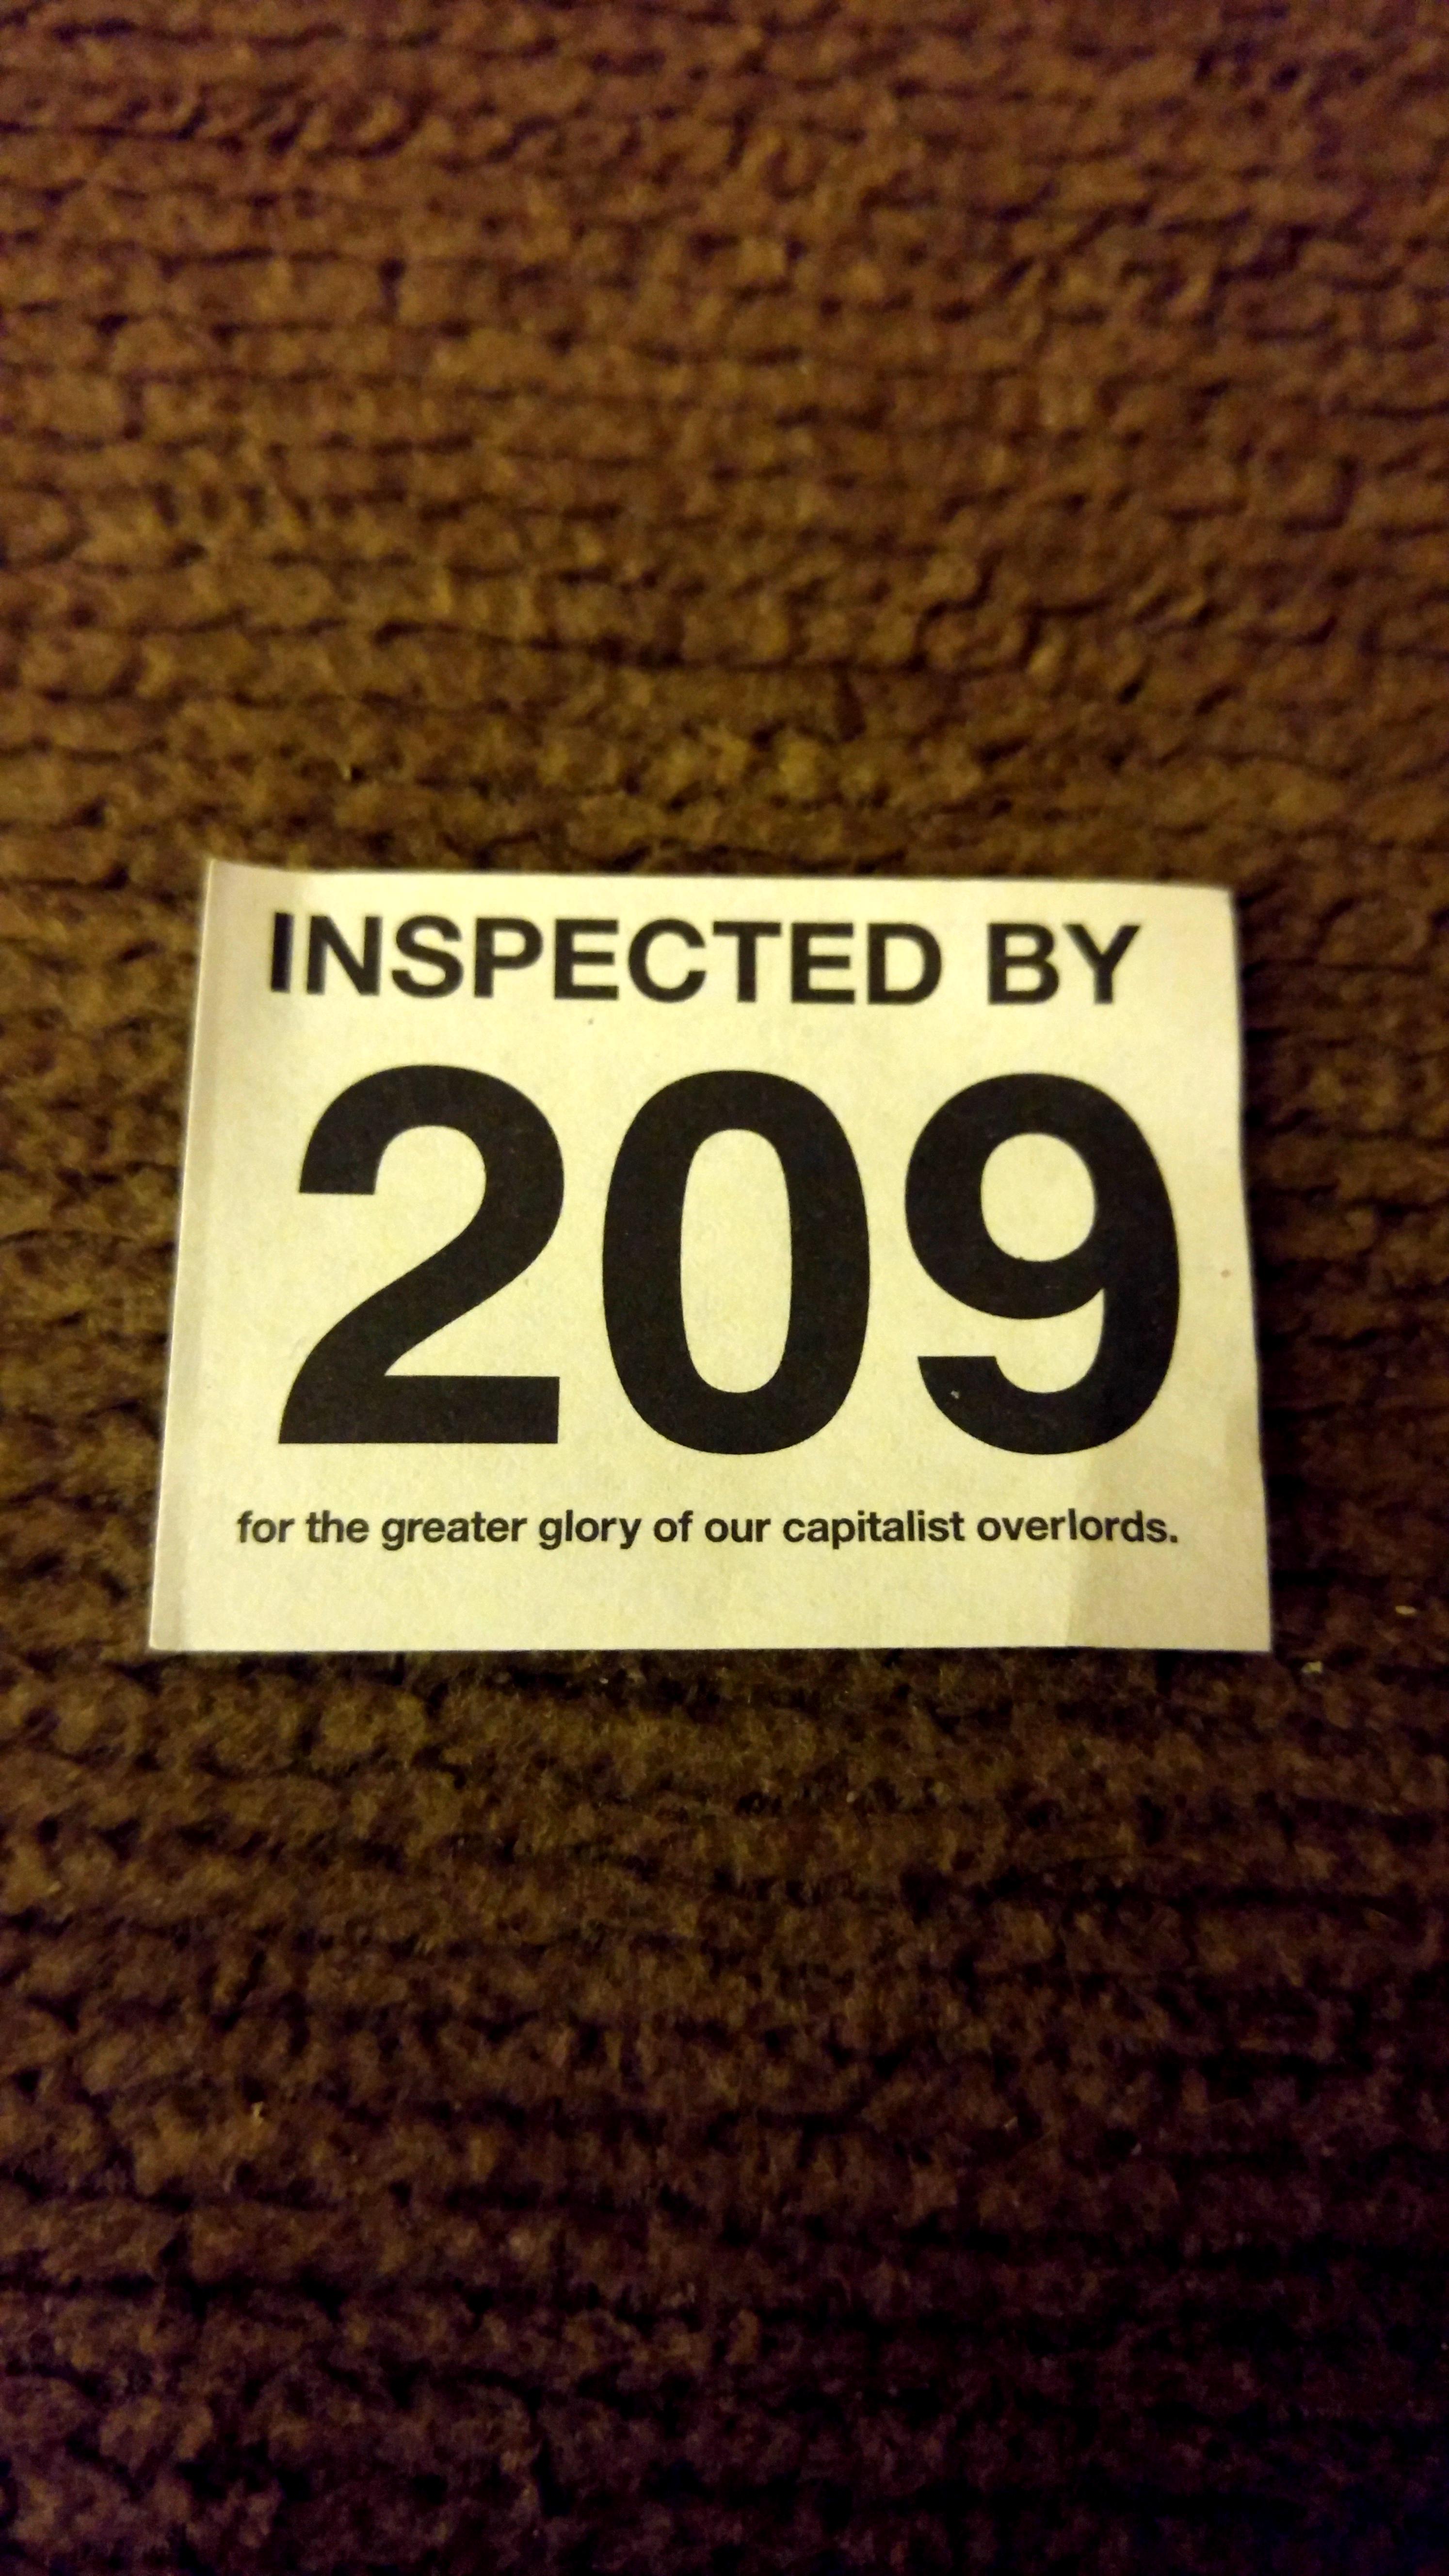 INSPECTED BY
209
for the greater glory of our capitalist overlords.